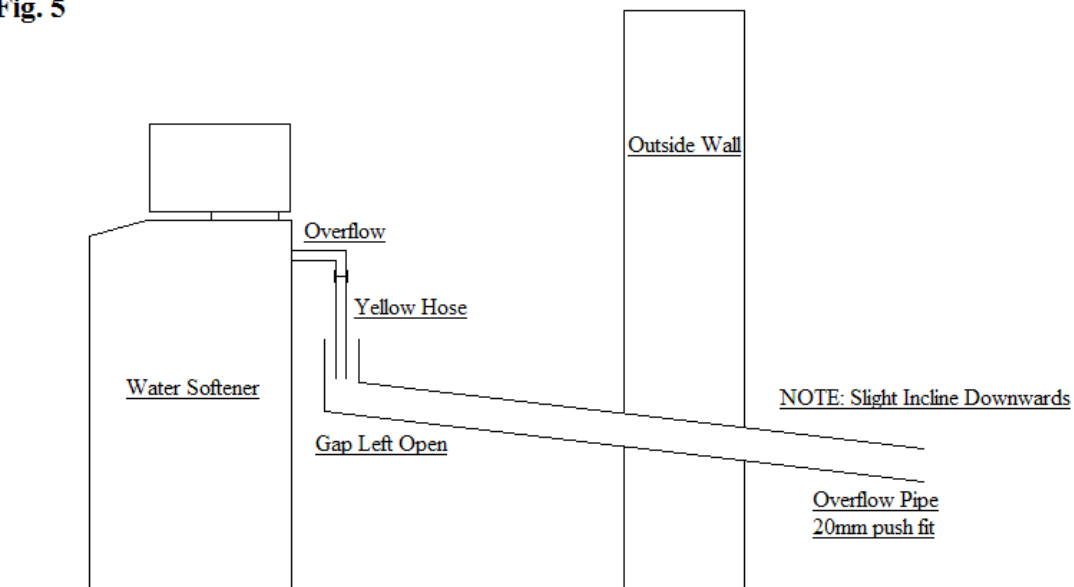 Fig. 5
Outside Wall
Overflow
Yellow Hose
Water Softener
NOTE: Slight Incline Downwards
Gap Left Open
Overflow Pipe
20mm push fit